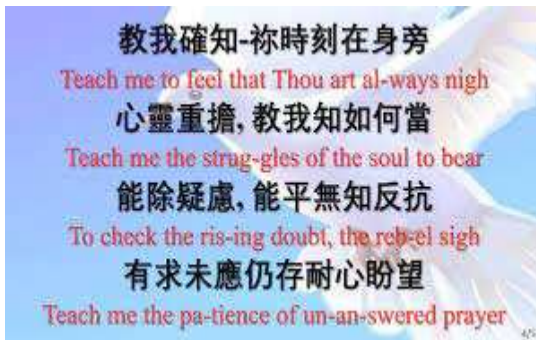 教我確知-祢時刻在身旁
Teach me to feel that Thou art al-ways nigh
心靈重擔, 教我知如何當
Teach me the strug-gles of the soul to bear
能除疑慮, 能平無知反抗
To check the ris-ing doubt, the reb-el sigh
有求未應仍存耐心盼望
Teach me the pa-tience of un-an-swered prayer
4/5